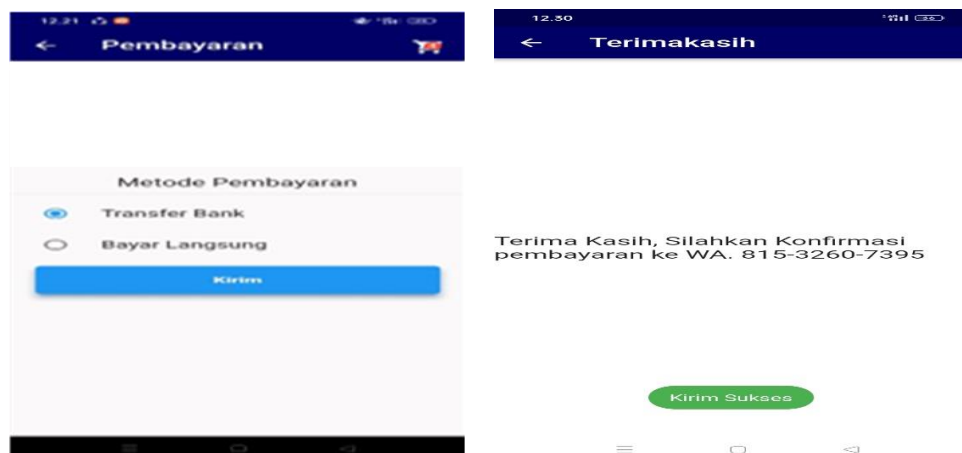 12.21
Pembayaran
Metode Pembayaran
Transfer Bank
Bayar Langsung
Kirim
12.30
Terimakasih
Terima Kasih, Silahkan Konfirmasi
pembayaran ke WA. 815-3260-7395
Kirim Sukses